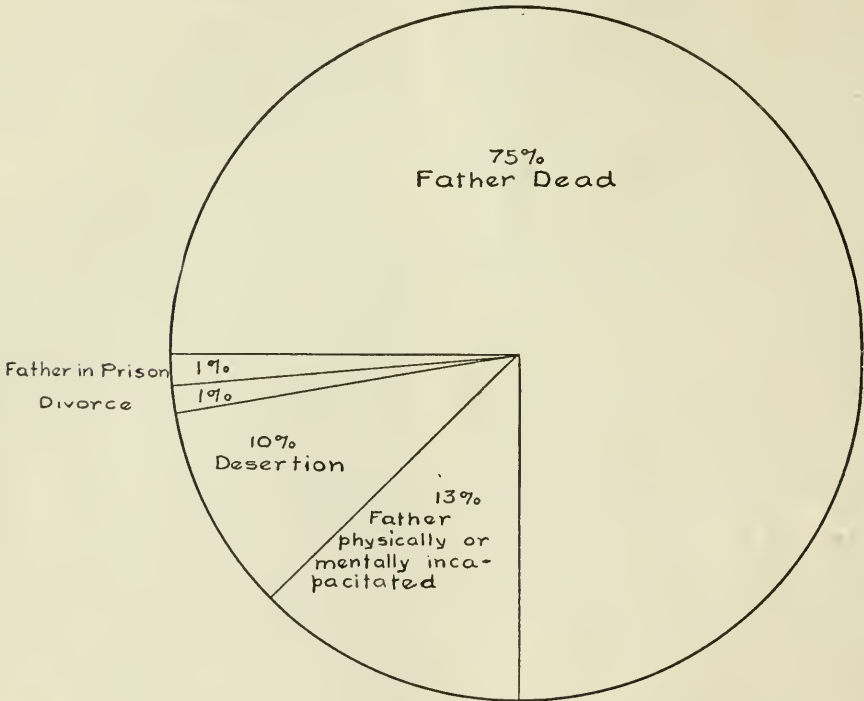 75%
Father Dead
Father in Prison
1%
Divorce
1%
10%
Desertion
13%
Father
physically or
mentally inca-
pacitated